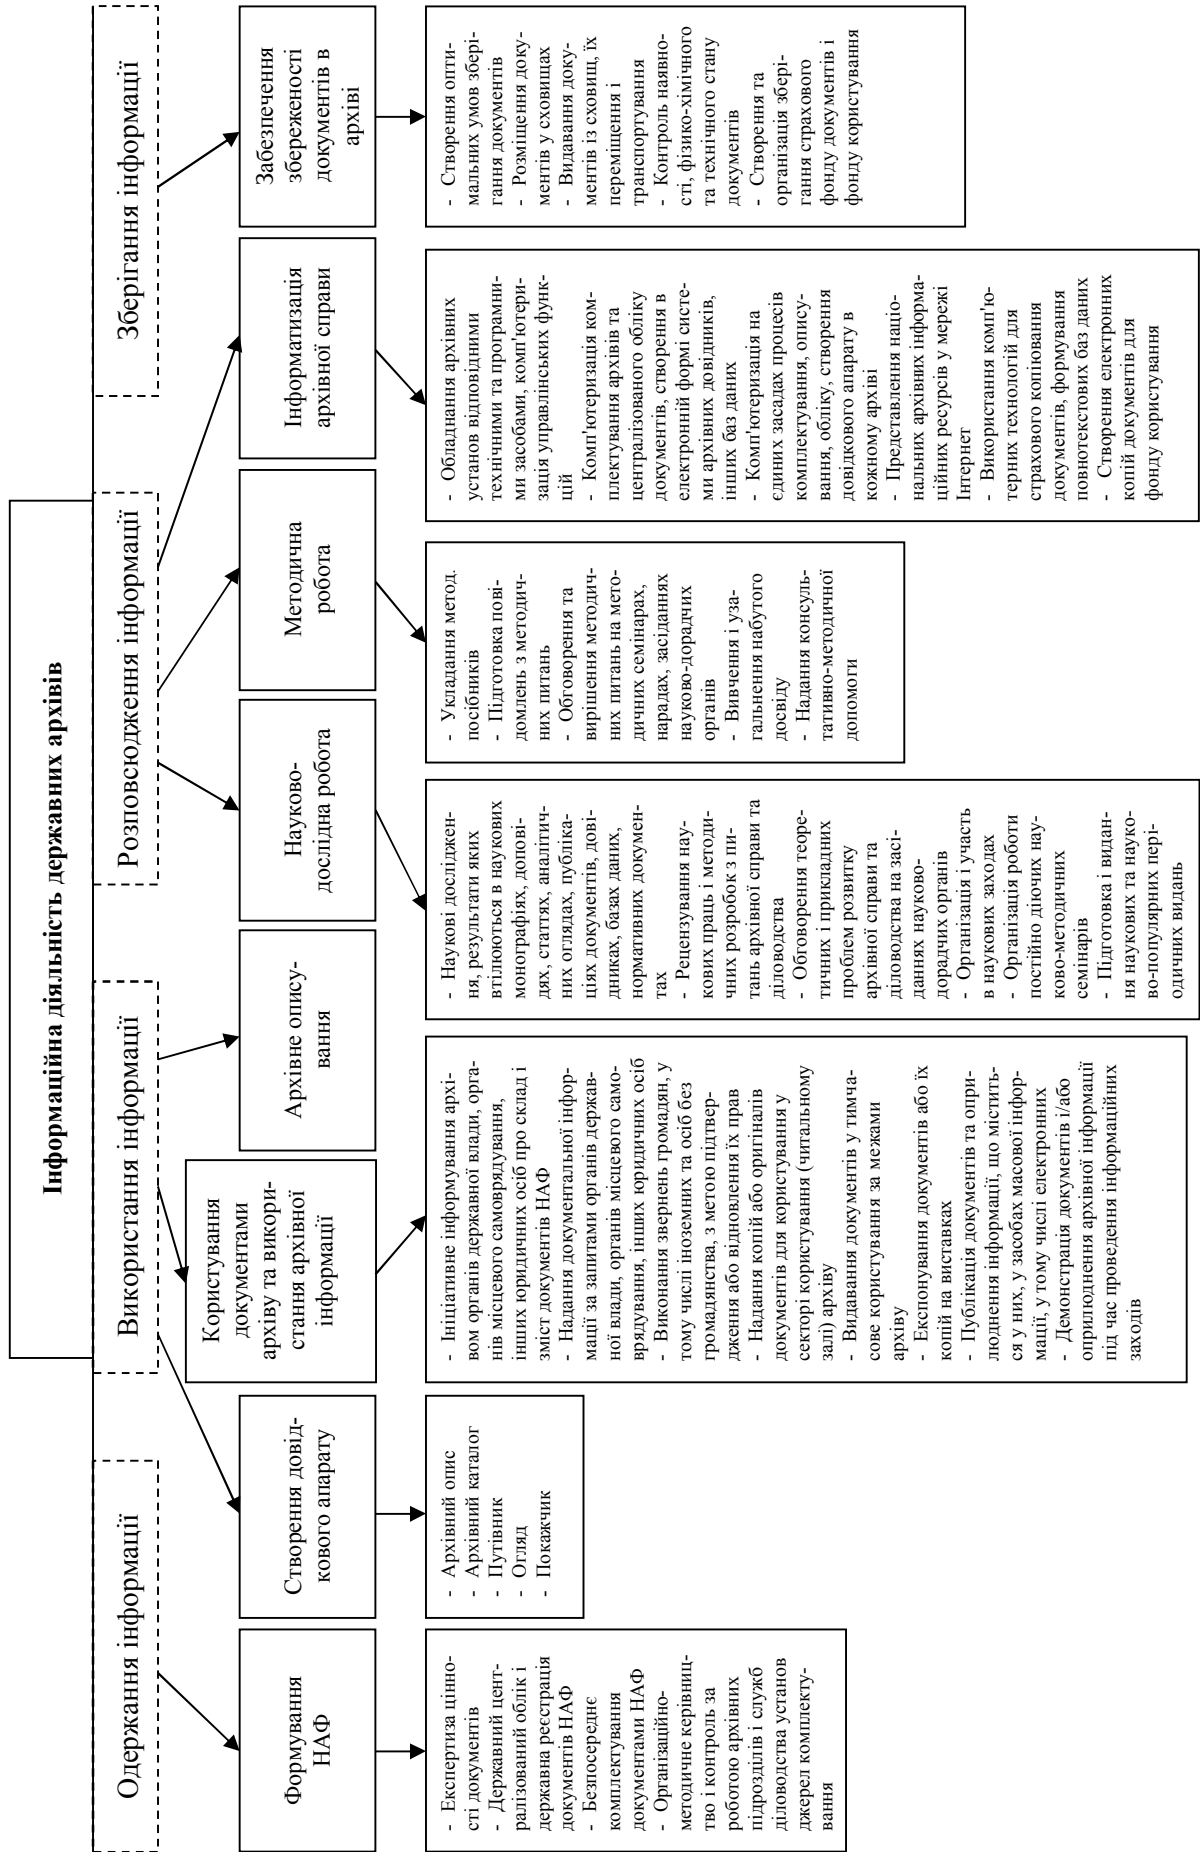 Інформаційна діяльність державних архівів
Одержання інформації
Використання інформації
Розповсюдження інформації
Зберігання інформації
Формування
НАФ
Створення довід-
кового апарату
Користування
документами
архіву та викори-
стання архівної
інформації
Архівне опису-
вання
Науково-
дослідна робота
Методична
робота
Інформатизація
архівної справи
Забезпечення
збереженості
документів в
архіві
- Експертиза цінно-
сті документів
- Державний цент-
ралізований облік і
державна реєстрація
документів НАФ
- Безпосереднє
комплектування
документами НАФ
- Організаційно-
методичне керівниц-
тво і контроль за
роботою архівних
підрозділів і служб
діловодства установ
джерел комплекту-
вання
- Архівний опис
- Архівний каталог
- Путівник
- Огляд
- Покажчик
- Ініціативне інформування архі-
вом органів державної влади, орга-
нів місцевого самоврядування,
інших юридичних осіб про склад і
зміст документів НАФ
- Надання документальної інфор-
мації за запитами органів держав-
ної влади, органів місцевого само-
врядування, інших юридичних осіб
- Виконання звернень громадян, у
тому числі іноземних та осіб без
громадянства, з метою підтвер-
дження або відновлення їх прав
- Надання копій або оригіналів
документів для користування у
секторі користування (читальному
залі) архіву
- Видавання документів у тимча-
сове користування за межами
архіву
- Експонування документів або їх
копій на виставках
- Публікація документів та опри-
люднення інформації, що містить-
ся у них, у засобах масової інфор-
мації, у тому числі електронних
- Демонстрація документів і/або
оприлюднення архівної інформації
під час проведення інформаційних
заходів
- Наукові дослідження-
ня, результати яких
втілюються в наукових
монографіях, допові-
дях, статтях, аналітич-
них оглядах, публіка-
ціях документів, дові-
дниках, базах даних,
нормативних докумен-
тах
- Рецензування нау-
кових праць і методи-
чних розробок з пи-
тань архівної справи та
діловодства
- Обговорення теоре-
тичних і прикладних
проблем розвитку
архівної справи та
діловодства на засі-
даннях науково-
дорадчих органів
- Організація і участь
в наукових заходах
- Організація роботи
постійно діючих нау-
ково-методичних
семінарів
- Підготовка і видан-
ня наукових та науко-
во-популярних пері-
одичних видань
- Укладання метод.
посібників
- Підготовка пові-
домлень з методич-
них питань
- Обговорення та
вирішення методич-
них питань на мето-
дичних семінарах,
нарадах, засіданнях
науково-дорадчих
органів
- Вивчення і уза-
гальнення набутого
досвіду
- Надання консуль-
тативно-методичної
допомоги
- Обладнання архівних
установ відповідними
технічними та програмни-
ми засобами, комп'ютери-
зація управлінських функ-
цій
- Комп'ютеризація ком-
плектування архівів та
централізованого обліку
документів, створення в
електронній формі систе-
ми архівних довідників,
інших баз даних
- Комп'ютеризація на
єдиних засадах процесів
комплектування, опису-
вання, обліку, створення
довідкового апарату в
кожному архіві
- Представлення націо-
нальних архівних інформа-
ційних ресурсів у мережі
Інтернет
- Використання комп'ю-
терних технологій для
страхового копіювання
документів, формування
повнотекстових баз даних
- Створення електронних
копій документів для
фонду користування
- Створення опти-
мальних умов збері-
гання документів
- Розміщення доку-
ментів у сховищах
- Видавання доку-
ментів із сховищ, їх
переміщення і
транспортування
- Контроль наявно-
сті, фізико-хімічного
та технічного стану
документів
- Створення та
організація збері-
гання страхового
фонду документів і
фонду користування